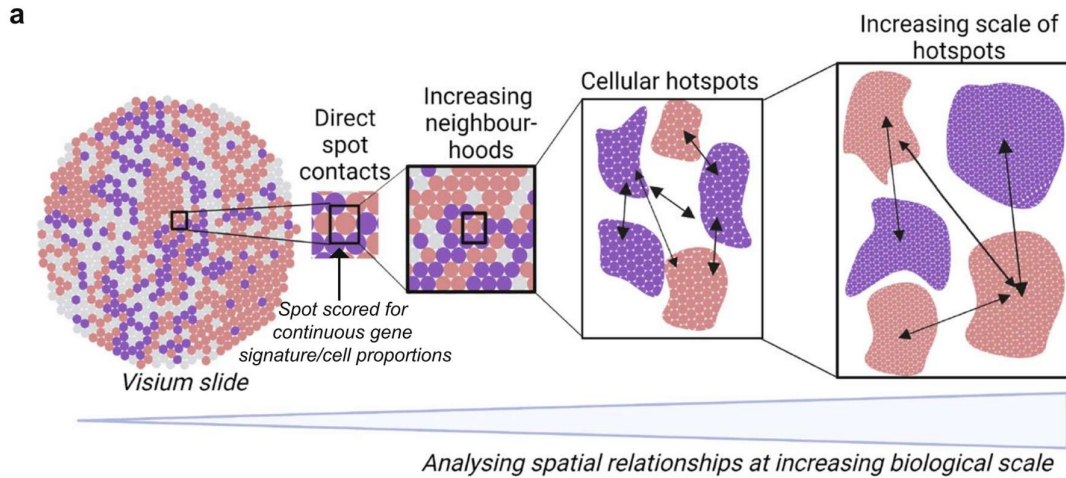 a
Direct
spot
contacts
Increasing
neighbour-
hoods
Cellular hotspots
Increasing scale of
hotspots
Spot scored for
continuous gene
signature/cell proportions
Visium slide
Analysing spatial relationships at increasing biological scale